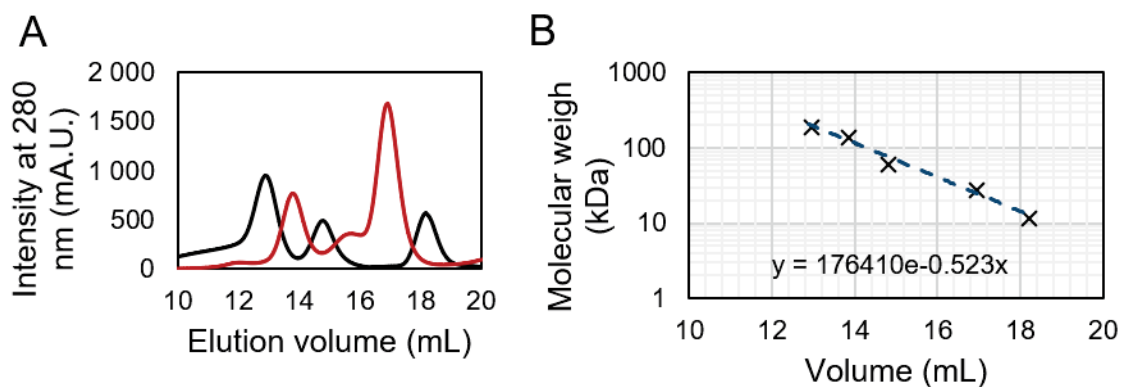 A
Intensity at 280
nm (mA.U.)
2 000
1 500
1 000
500
0
10 12 14 16 18 20
Elution volume (mL)
B
Molecular weigh
(kDa)
1000
100
10
1
y = 176410e-0.523x
10 12 14 16 18 20
Volume (mL)